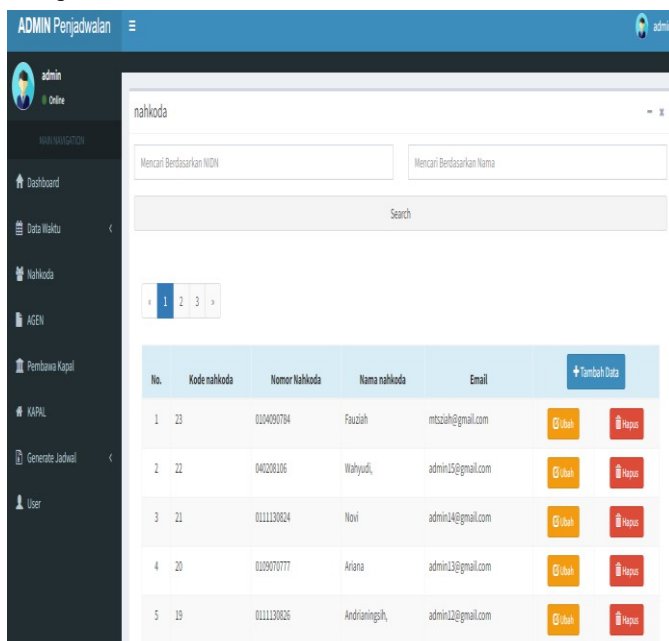 ADMIN Penjadwalan
admin
Online
MAIN NAVIGATION
Dashboard
Data Waktu
Nahkoda
AGEN
Pembawa Kapal
KAPAL
Generate Jadwal
User
nahkoda
Mencari Berdasarkan NIDN Mencari Berdasarkan Nama
Search
« 1 2 3 »
No. Kode nahkoda Nomor Nahkoda Nama nahkoda Email Tambah Data
1 23 0104090784 Fauziah mtsziah@gmail.com Ubah Hapus
2 22 040208106 Wahyudi, admin15@gmail.com Ubah Hapus
3 21 0111130824 Novi admin14@gmail.com Ubah Hapus
4 20 0109070777 Ariana admin13@gmail.com Ubah Hapus
5 19 0111130826 Andrianingsih, admin12@gmail.com Ubah Hapus